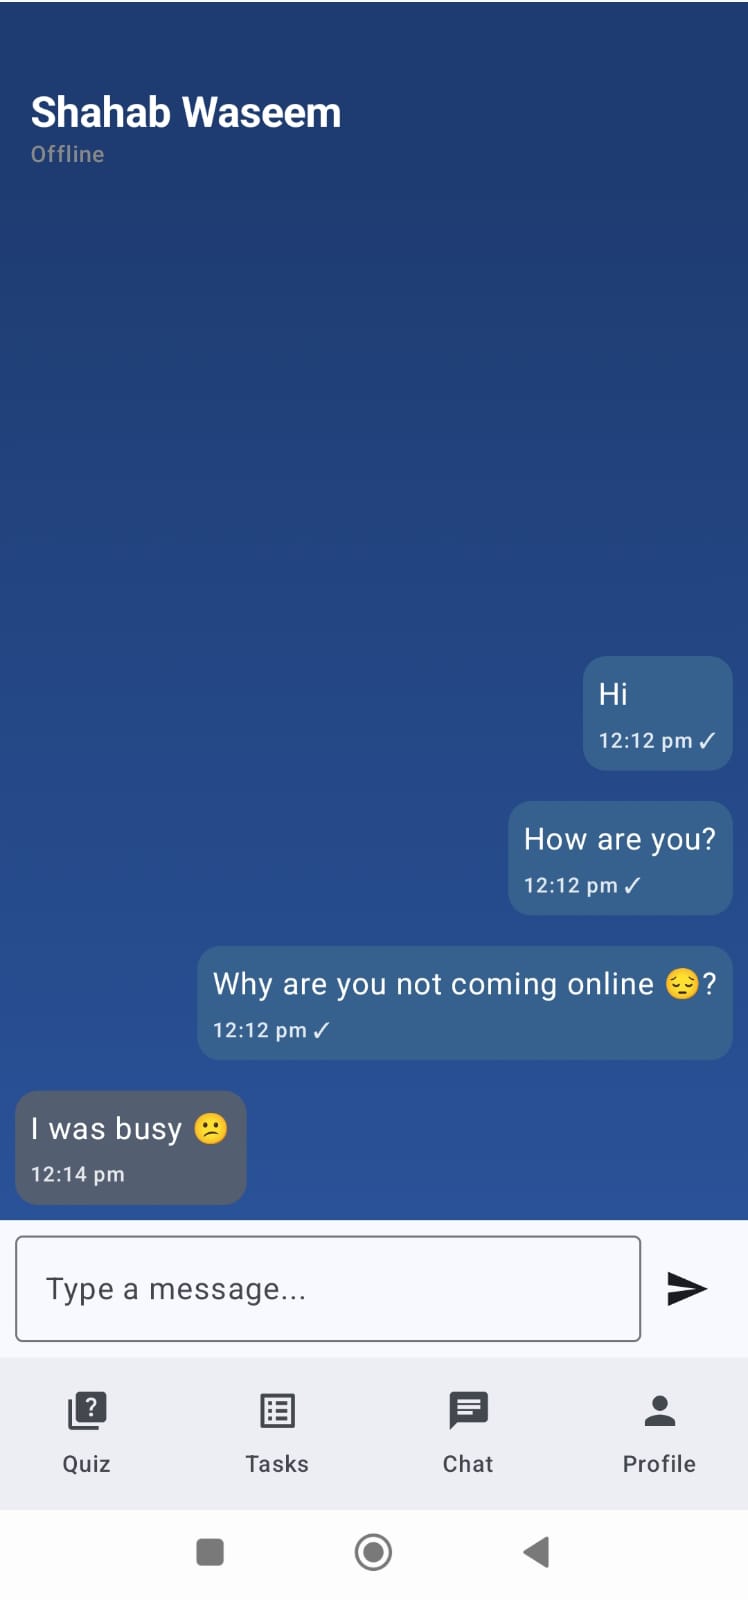 Shahab Waseem
Offline
Hi
12:12 pm ✓
How are you?
12:12 pm ✓
Why are you not coming online 😔?
12:12 pm ✓
I was busy 😕
12:14 pm
Type a message...
Quiz
Tasks
Chat
Profile